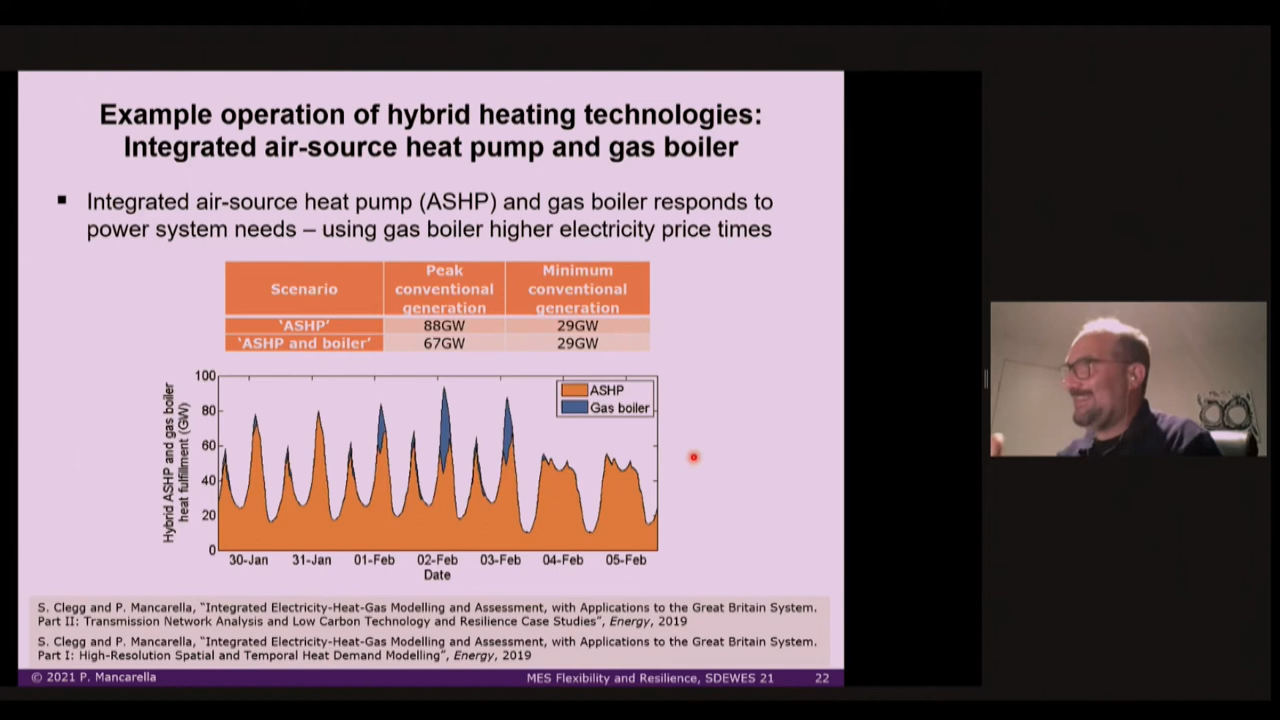 Example operation of hybrid heating technologies:
Integrated air-source heat pump and gas boiler
▪ Integrated air-source heat pump (ASHP) and gas boiler responds to
power system needs – using gas boiler higher electricity price times
Scenario
Peak
conventional
generation
Minimum
conventional
generation
‘ASHP’ 88GW 29GW
‘ASHP and boiler’ 67GW 29GW
Hybrid ASHP and gas boiler
heat fulfillment (GW)
100
80
60
40
20
0
ASHP
Gas boiler
30-Jan 31-Jan 01-Feb 02-Feb 03-Feb 04-Feb 05-Feb
Date
S. Clegg and P. Mancarella, “Integrated Electricity-Heat-Gas Modelling and Assessment, with Applications to the Great Britain System.
Part II: Transmission Network Analysis and Low Carbon Technology and Resilience Case Studies”, Energy, 2019
S. Clegg and P. Mancarella, “Integrated Electricity-Heat-Gas Modelling and Assessment, with Applications to the Great Britain System.
Part I: High-Resolution Spatial and Temporal Heat Demand Modelling”, Energy, 2019
© 2021 P. Mancarella MES Flexibility and Resilience, SDEWES 21 22